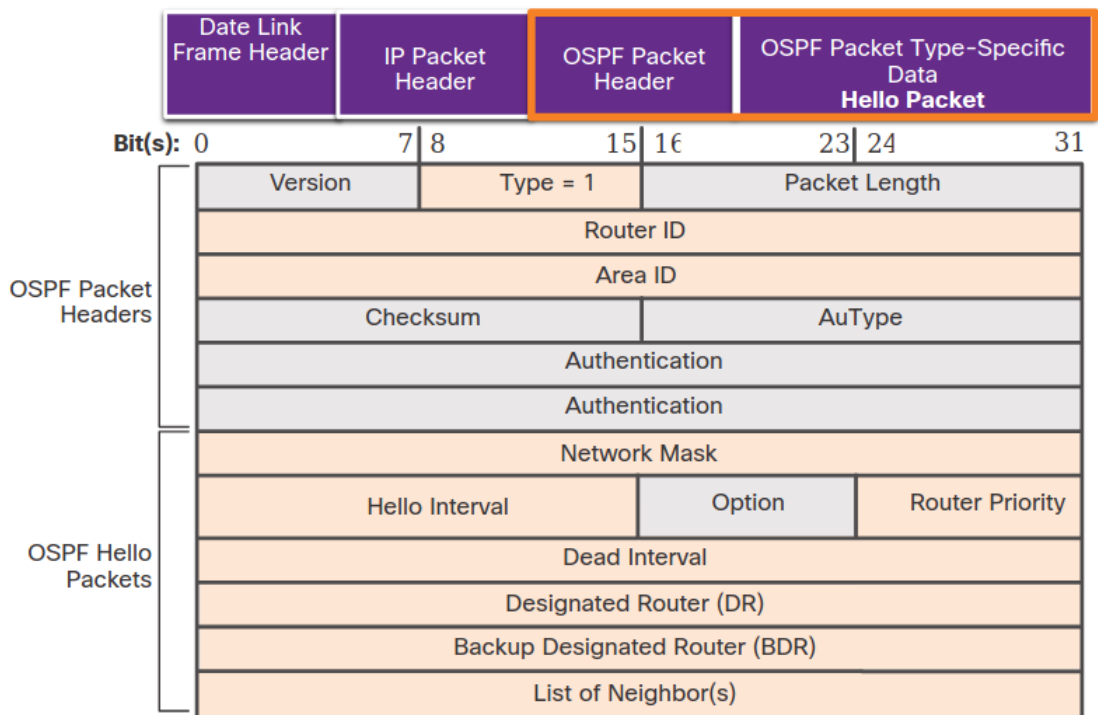 Date Link
Frame Header
IP Packet
Header
OSPF Packet
Header
OSPF Packet Type-Specific
Data
Hello Packet
Bit(s): 0 7 8 15 16 23 24 31
OSPF Packet
Headers
Version Type = 1 Packet Length
Router ID
Area ID
Checksum AuType
Authentication
Authentication
OSPF Hello
Packets
Network Mask
Hello Interval Option Router Priority
Dead Interval
Designated Router (DR)
Backup Designated Router (BDR)
List of Neighbor(s)